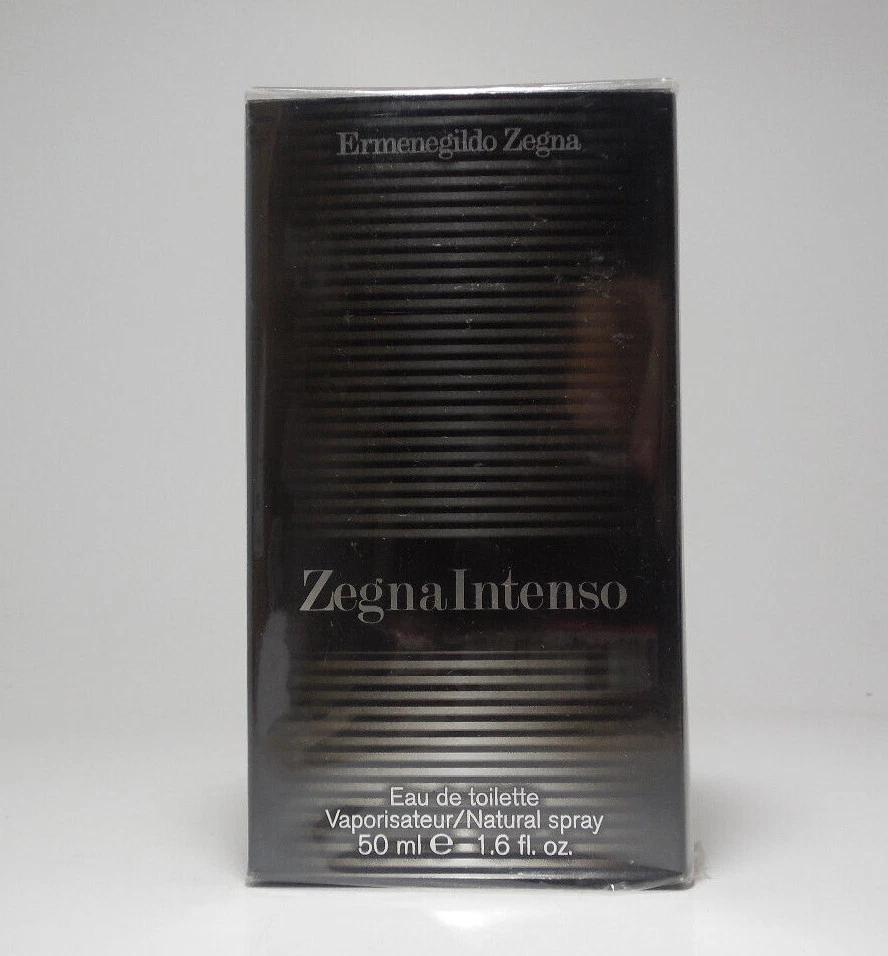 Ermenegildo Zegna
ZegnaIntenso
Eau de toilette
Vaporisateur/Natural spray
50 ml ℮ 1.6 fl. oz.